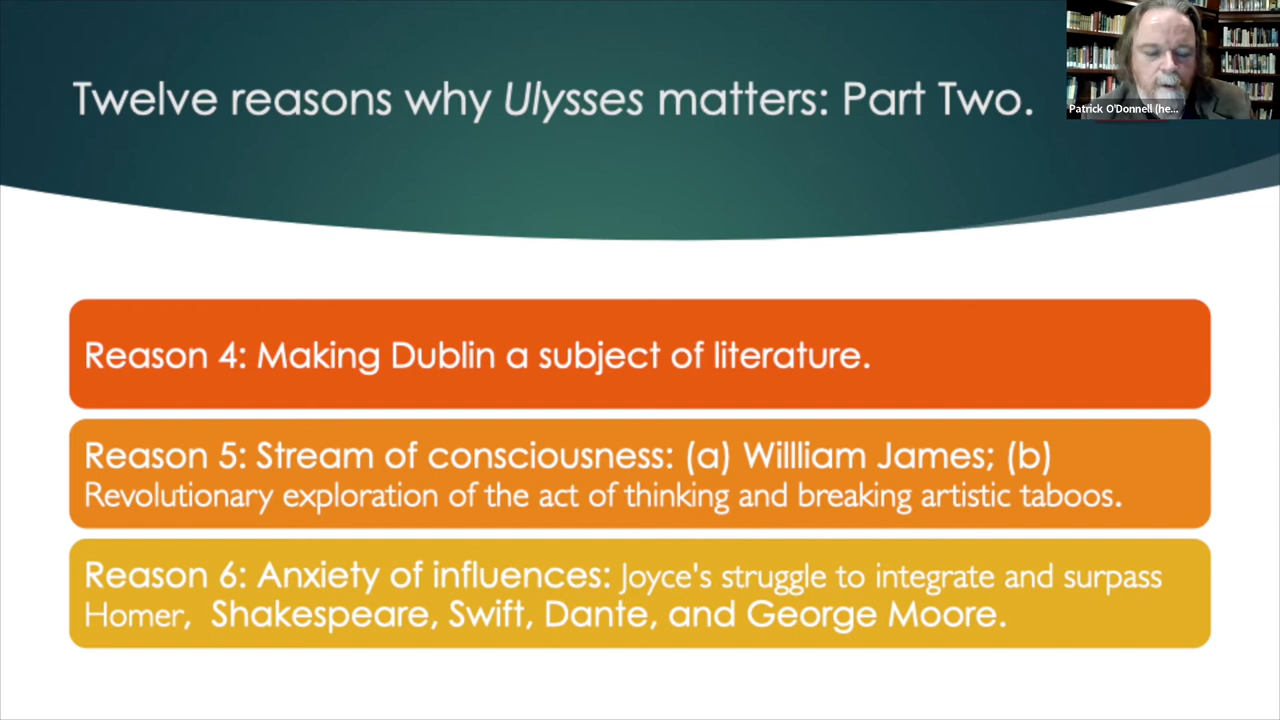 Twelve reasons why Ulysses matters: Part Two.
Patrick O'Donnell (he...
Reason 4: Making Dublin a subject of literature.
Reason 5: Stream of consciousness: (a) Willliam James; (b)
Revolutionary exploration of the act of thinking and breaking artistic taboos.
Reason 6: Anxiety of influences: Joyce's struggle to integrate and surpass
Homer, Shakespeare, Swift, Dante, and George Moore.